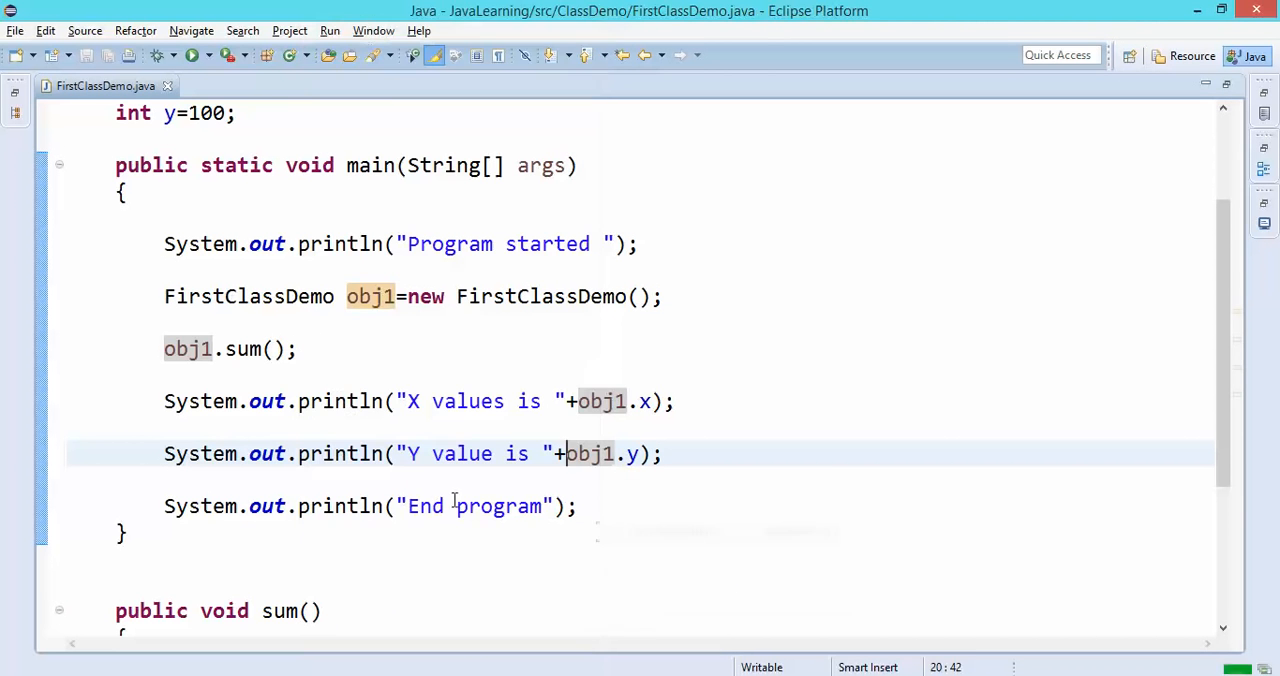 Java - JavaLearning/src/ClassDemo/FirstClassDemo.java - Eclipse Platform
File Edit Source Refactor Navigate Search Project Run Window Help
Quick Access Resource Java
FirstClassDemo.java
int y=100;
public static void main(String[] args)
{
System.out.println("Program started ");
FirstClassDemo obj1=new FirstClassDemo();
obj1.sum();
System.out.println("X values is "+obj1.x);
System.out.println("Y value is "+obj1.y);
System.out.println("End program");
}
public void sum()
{
Writable Smart Insert 20 : 42